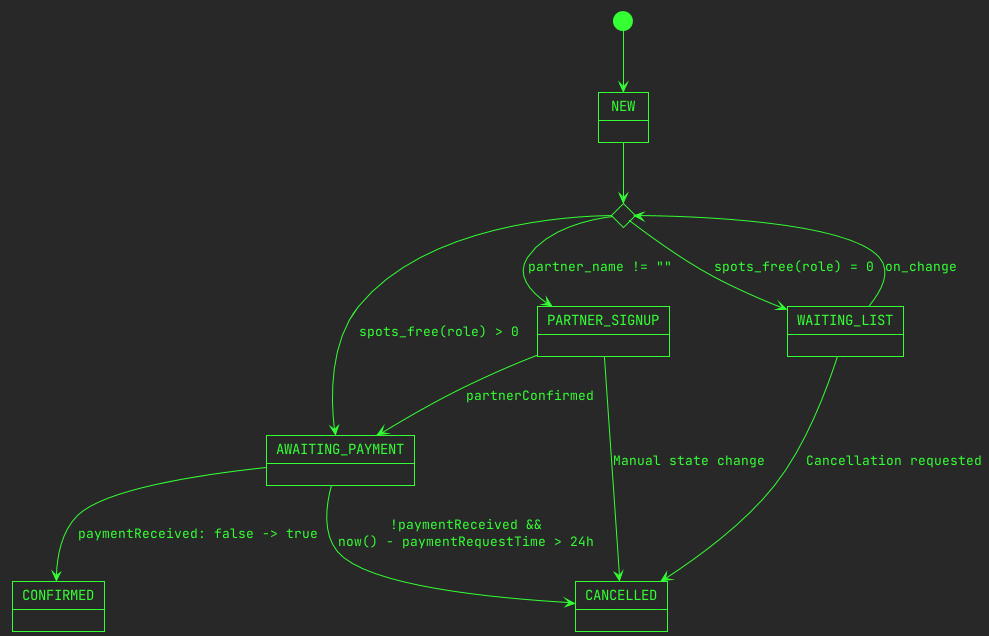 NEW
partner_name != ""
spots_free(role) = 0
on_change
PARTNER_SIGNUP
WAITING_LIST
spots_free(role) > 0
partnerConfirmed
AWAITING_PAYMENT
Manual state change
Cancellation requested
paymentReceived: false -> true
!paymentReceived &&
now() - paymentRequestTime > 24h
CONFIRMED
CANCELLED